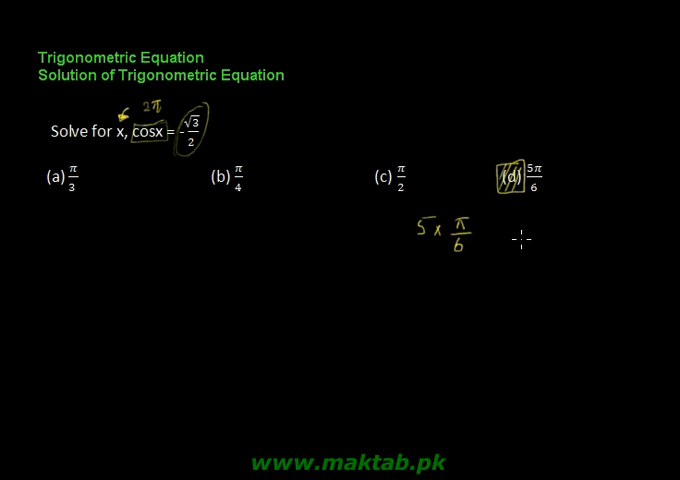 Trigonometric Equation
Solution of Trigonometric Equation
2π
Solve for x, cosx = -√3/2
(a) π/3 (b) π/4 (c) π/2 (d) 5π/6
5 × π/6
www.maktab.pk